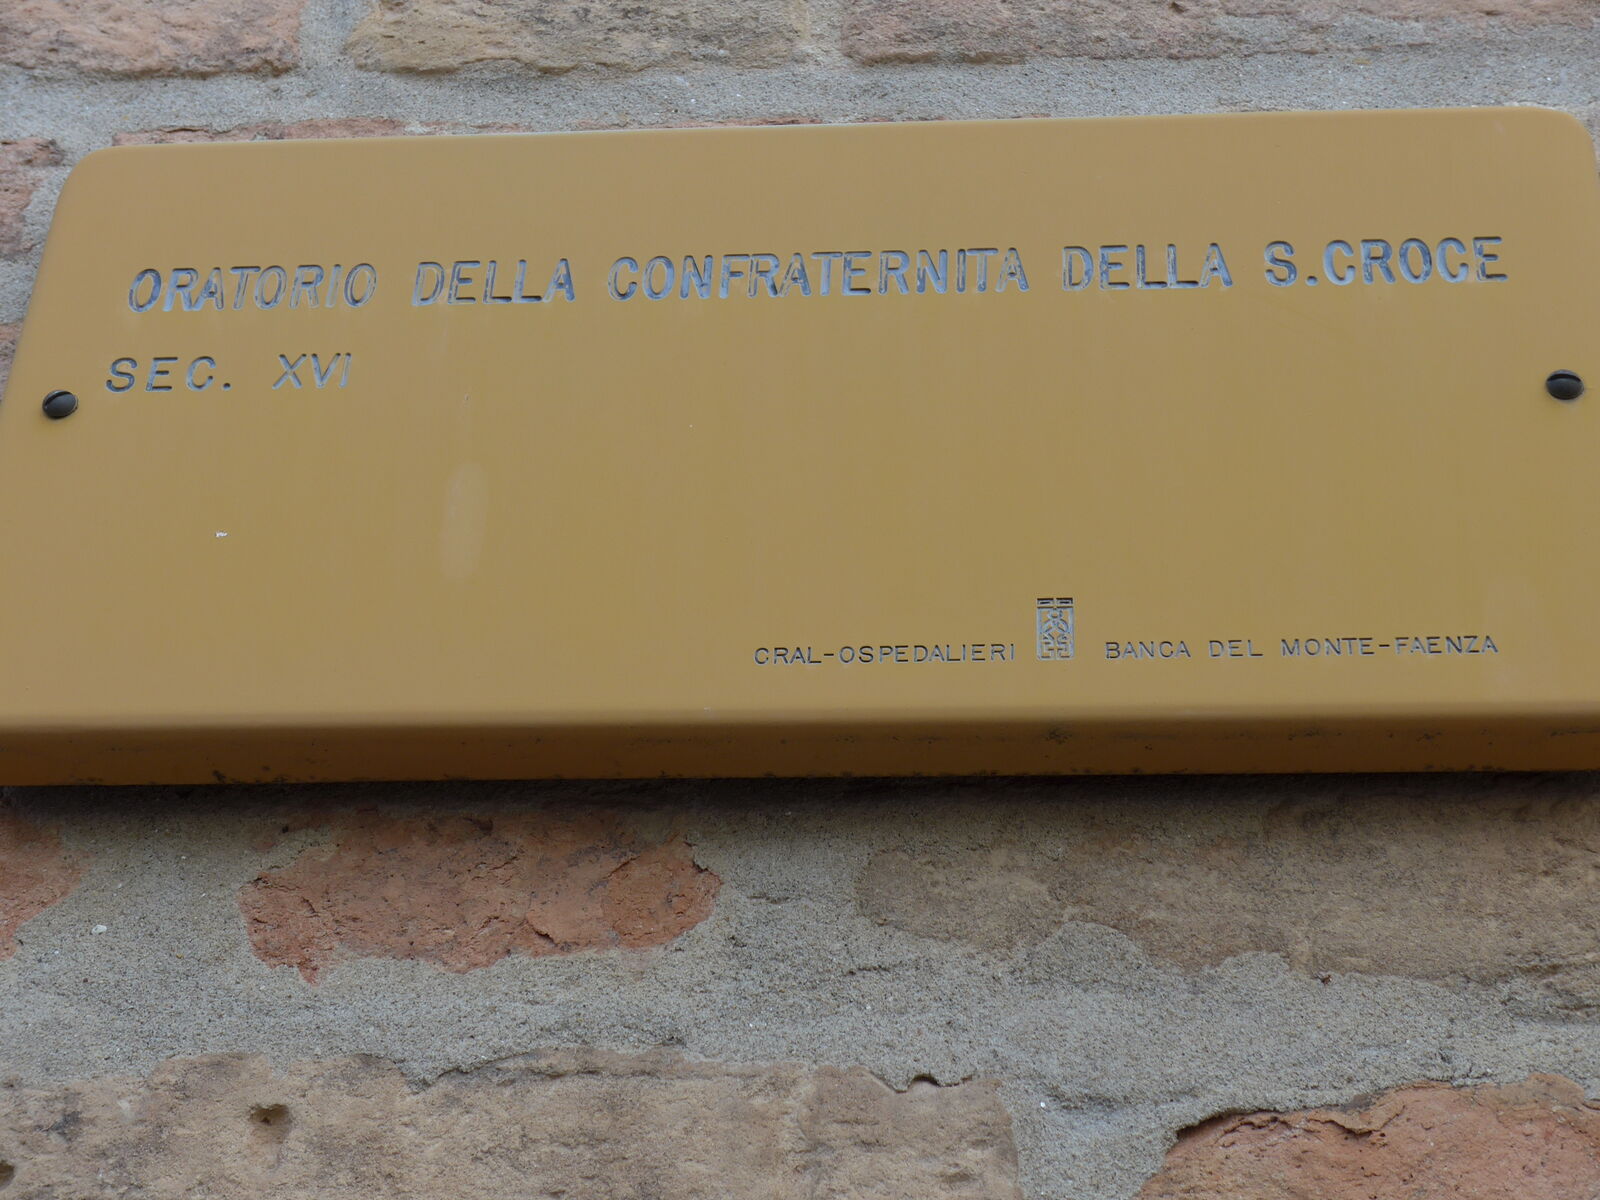 ORATORIO DELLA CONFRATERNITA DELLA S.CROCE
SEC. XVI
CRAL-OSPEDALIERI BANCA DEL MONTE-FAENZA